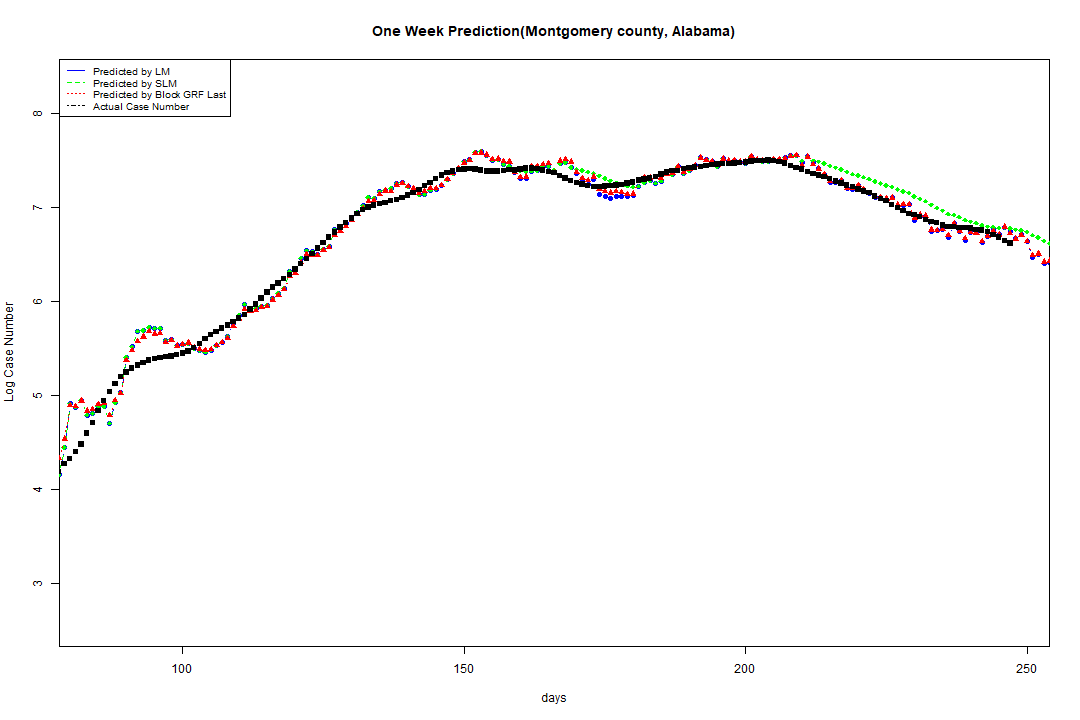 One Week Prediction(Montgomery county, Alabama)
Predicted by LM
Predicted by SLM
Predicted by Block GRF Last
Actual Case Number
8
7
6
5
4
3
Log Case Number
100 150 200 250
days